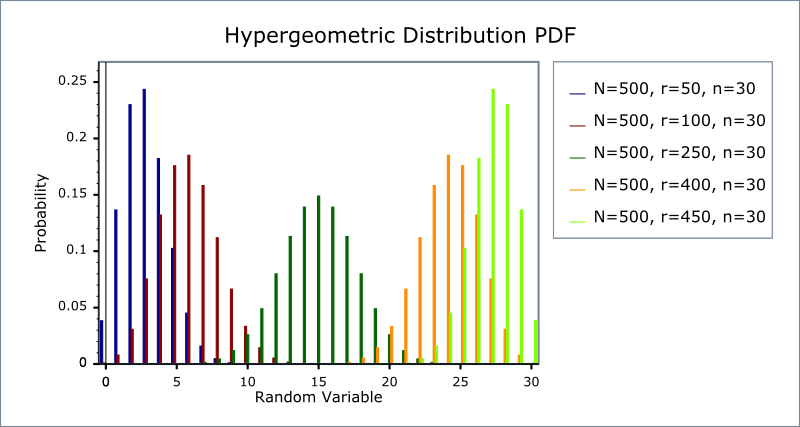 Hypergeometric Distribution PDF
0.25
0.2
0.15
0.1
0.05
0
Probability
0 5 10 15 20 25 30
Random Variable
N=500, r=50, n=30
N=500, r=100, n=30
N=500, r=250, n=30
N=500, r=400, n=30
N=500, r=450, n=30